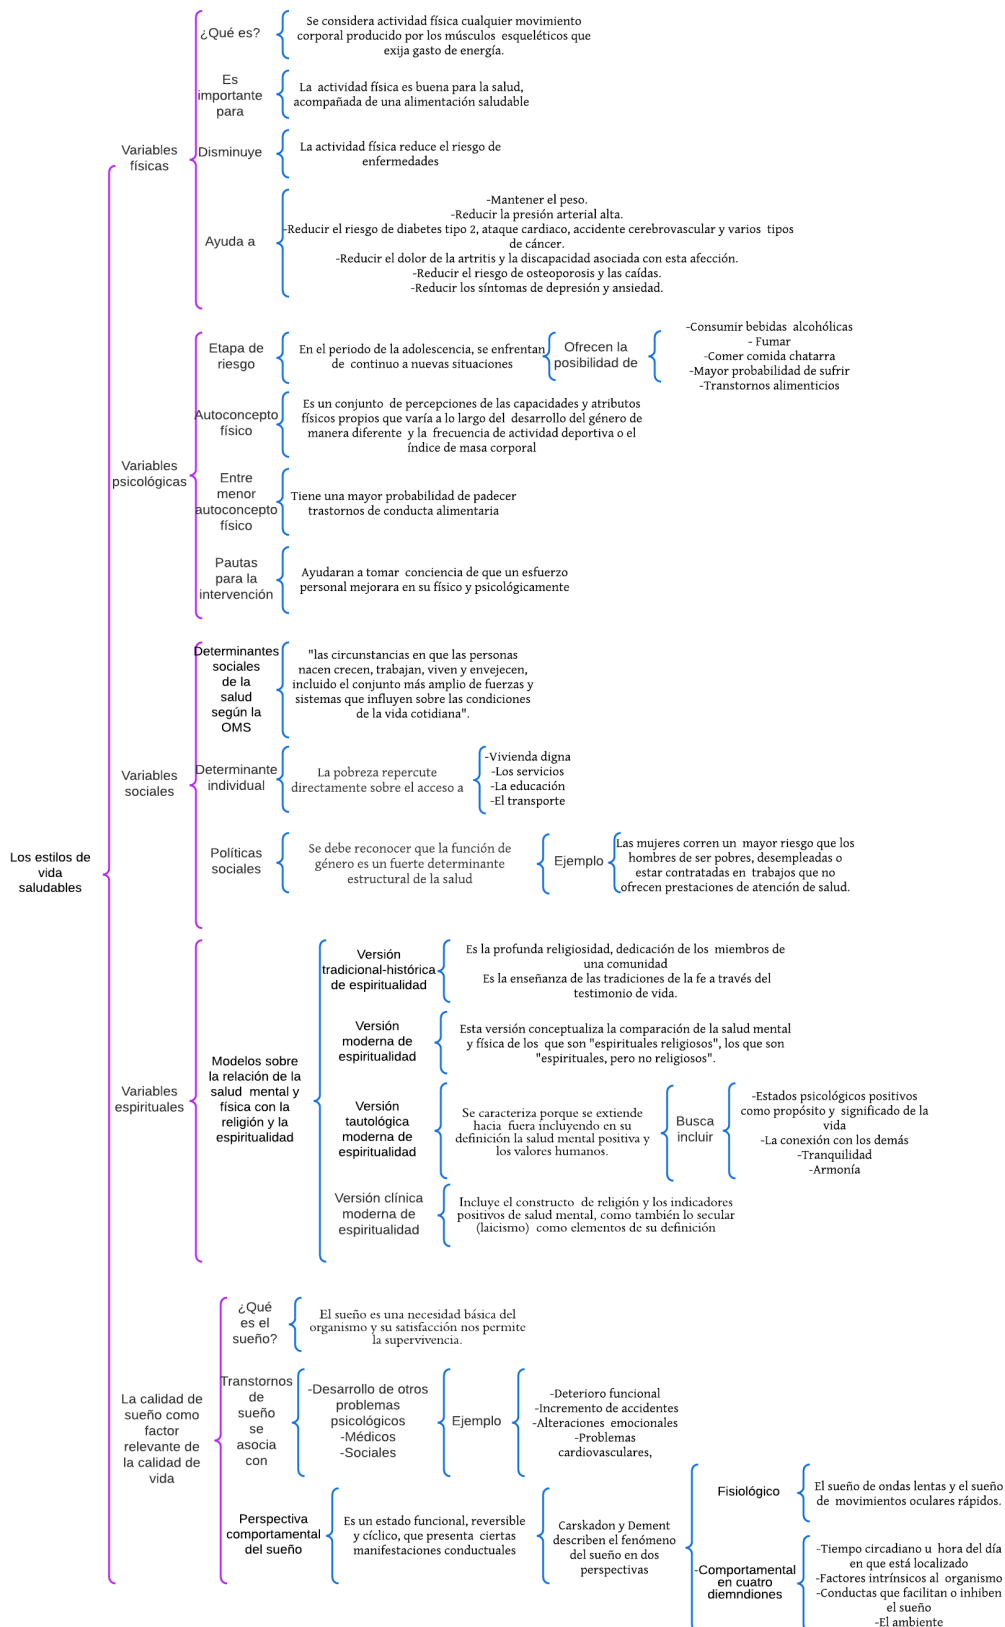 Los estilos de
vida
saludables
Variables
físicas
¿Qué es?
Se considera actividad física cualquier movimiento
corporal producido por los músculos esqueléticos que
exija gasto de energía.
Es
importante
para
La actividad física es buena para la salud,
acompañada de una alimentación saludable
Disminuye
La actividad física reduce el riesgo de
enfermedades
Ayuda a
-Mantener el peso.
-Reducir la presión arterial alta.
-Reducir el riesgo de diabetes tipo 2, ataque cardiaco, accidente cerebrovascular y varios tipos
de cáncer.
-Reducir el dolor de la artritis y la discapacidad asociada con esta afección.
-Reducir el riesgo de osteoporosis y las caídas.
-Reducir los síntomas de depresión y ansiedad.
Variables
psicológicas
Etapa de
riesgo
En el periodo de la adolescencia, se enfrentan
de continuo a nuevas situaciones
Ofrecen la
posibilidad de
-Consumir bebidas alcohólicas
- Fumar
-Comer comida chatarra
-Mayor probabilidad de sufrir
-Transtornos alimenticios
Autoconcepto
físico
Es un conjunto de percepciones de las capacidades y atributos
físicos propios que varía a lo largo del desarrollo del género de
manera diferente y la frecuencia de actividad deportiva o el
índice de masa corporal
Entre
menor
autoconcepto
físico
Tiene una mayor probabilidad de padecer
trastornos de conducta alimentaria
Pautas
para la
intervención
Ayudaran a tomar conciencia de que un esfuerzo
personal mejorara en su físico y psicológicamente
Variables
sociales
Determinantes
sociales
de la
salud
según la
OMS
"las circunstancias en que las personas
nacen crecen, trabajan, viven y envejecen,
incluido el conjunto más amplio de fuerzas y
sistemas que influyen sobre las condiciones
de la vida cotidiana".
Determinante
individual
La pobreza repercute
directamente sobre el acceso a
-Vivienda digna
-Los servicios
-La educación
-El transporte
Políticas
sociales
Se debe reconocer que la función de
género es un fuerte determinante
estructural de la salud
Ejemplo
Las mujeres corren un mayor riesgo que los
hombres de ser pobres, desempleadas o
estar contratadas en trabajos que no
ofrecen prestaciones de atención de salud.
Variables
espirituales
Modelos sobre
la relación de la
salud mental y
física con la
religión y la
espiritualidad
Versión
tradicional-histórica
de espiritualidad
Es la profunda religiosidad, dedicación de los miembros de
una comunidad
Es la enseñanza de las tradiciones de la fe a través del
testimonio de vida.
Versión
moderna de
espiritualidad
Esta versión conceptualiza la comparación de la salud mental
y física de los que son "espirituales religiosos", los que son
"espirituales, pero no religiosos".
Versión
tautológica
moderna de
espiritualidad
Se caracteriza porque se extiende
hacia fuera incluyendo en su
definición la salud mental positiva y
los valores humanos.
Busca
incluir
-Estados psicológicos positivos
como propósito y significado de la
vida
-La conexión con los demás
-Tranquilidad
-Armonía
Versión clínica
moderna de
espiritualidad
Incluye el constructo de religión y los indicadores
positivos de salud mental, como también lo secular
(laicismo) como elementos de su definición
La calidad de
sueño como
factor
relevante de
la calidad de
vida
¿Qué
es el
sueño?
El sueño es una necesidad básica del
organismo y su satisfacción nos permite
la supervivencia.
Transtornos
de
sueño
se
asocia
con
-Desarrollo de otros
problemas
psicológicos
-Médicos
-Sociales
Ejemplo
-Deterioro funcional
-Incremento de accidentes
-Alteraciones emocionales
-Problemas
cardiovasculares,
Perspectiva
comportamental
del sueño
Es un estado funcional, reversible
y cíclico, que presenta ciertas
manifestaciones conductuales
Carskadon y Dement
describen el fenómeno
del sueño en dos
perspectivas
Fisiológico
El sueño de ondas lentas y el sueño
de movimientos oculares rápidos.
-Comportamental
en cuatro
diemndiones
-Tiempo circadiano u hora del día
en que está localizado
-Factores intrínsicos al organismo
-Conductas que facilitan o inhiben
el sueño
-El ambiente